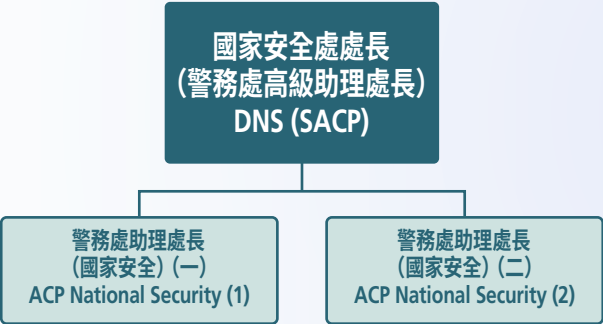 國家安全處處長
（警務處高級助理處長）
DNS (SACP)
警務處助理處長
（國家安全）（一）
ACP National Security (1)
警務處助理處長
（國家安全）（二）
ACP National Security (2)